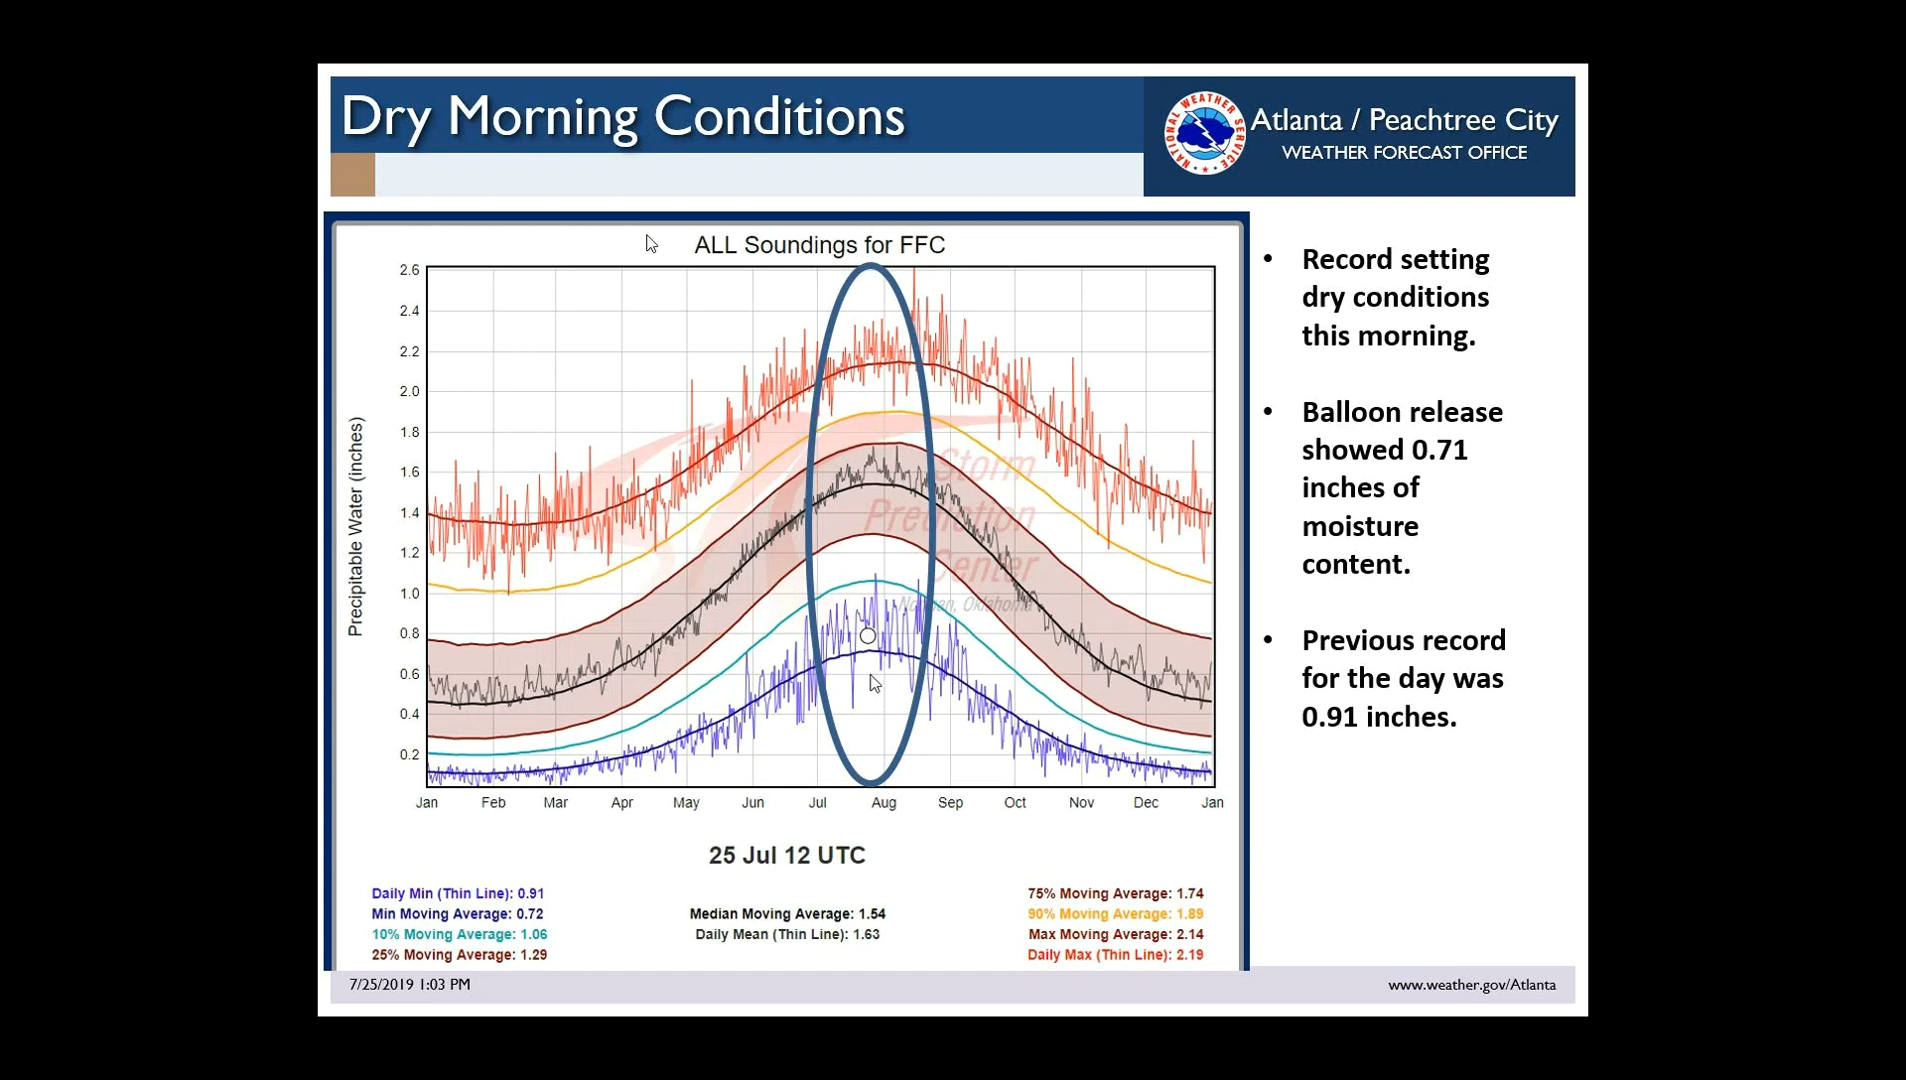 Dry Morning Conditions
NATIONAL WEATHER SERVICE
Atlanta / Peachtree City
WEATHER FORECAST OFFICE
ALL Soundings for FFC
Precipitable Water (inches)
2.6
2.4
2.2
2.0
1.8
1.6
1.4
1.2
1.0
0.8
0.6
0.4
0.2
Storm
Prediction
Center
Norman, Oklahoma
Jan Feb Mar Apr May Jun Jul Aug Sep Oct Nov Dec Jan
25 Jul 12 UTC
Daily Min (Thin Line): 0.91
Min Moving Average: 0.72
10% Moving Average: 1.06
25% Moving Average: 1.29
Median Moving Average: 1.54
Daily Mean (Thin Line): 1.63
75% Moving Average: 1.74
90% Moving Average: 1.89
Max Moving Average: 2.14
Daily Max (Thin Line): 2.19
• Record setting
dry conditions
this morning.
• Balloon release
showed 0.71
inches of
moisture
content.
• Previous record
for the day was
0.91 inches.
7/25/2019 1:03 PM
www.weather.gov/Atlanta